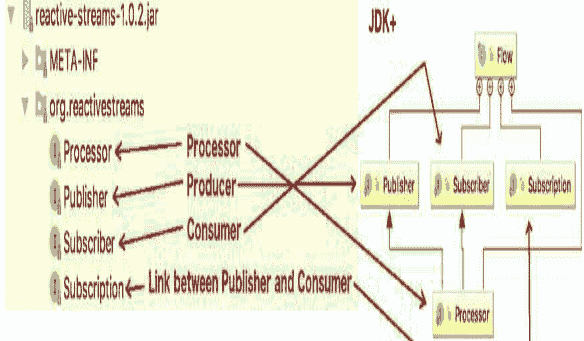 reactive-streams-1.0.2.jar
META-INF
org.reactivestreams
Processor
Publisher
Subscriber
Subscription
Processor
Producer
Consumer
Link between Publisher and Consumer
JDK+
Flow
Publisher
Subscriber
Subscription
Processor